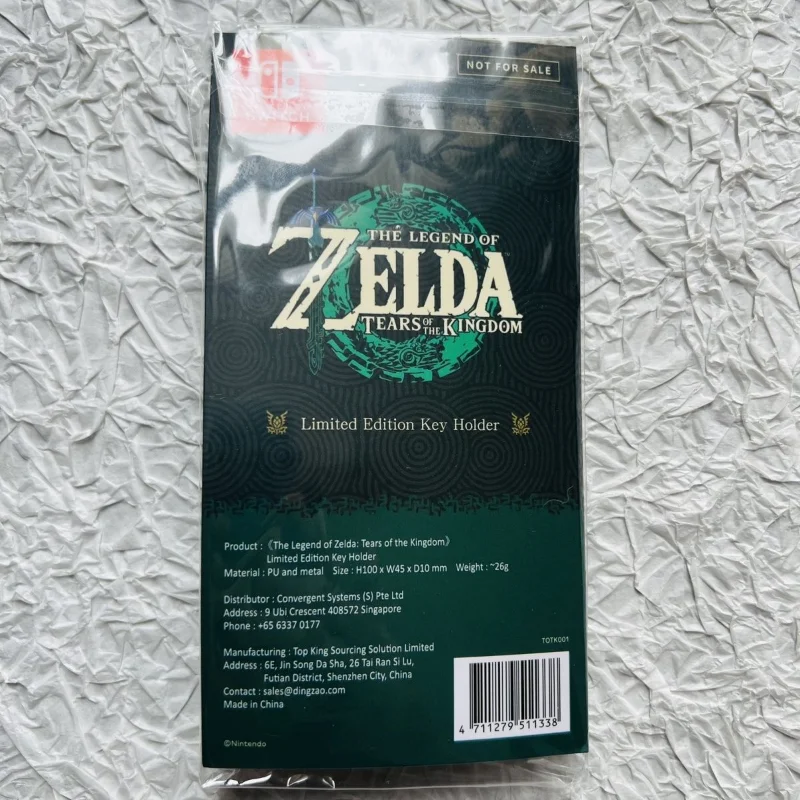 NOT FOR SALE
THE LEGEND OF
ZELDA
TEARS OF THE KINGDOM
Limited Edition Key Holder
Product : 《The Legend of Zelda: Tears of the Kingdom》
Limited Edition Key Holder
Material : PU and metal Size : H100 x W45 x D10 mm Weight : ~26g
Distributor : Convergent Systems (S) Pte Ltd
Address : 9 Ubi Crescent 408572 Singapore
Phone : +65 6337 0177
Manufacturing : Top King Sourcing Solution Limited
Address : 6E, Jin Song Da Sha, 26 Tai Ran Si Lu,
Futian District, Shenzhen City, China
Contact : sales@dingzao.com
Made in China
TOTK001
4 711279 511338
©Nintendo